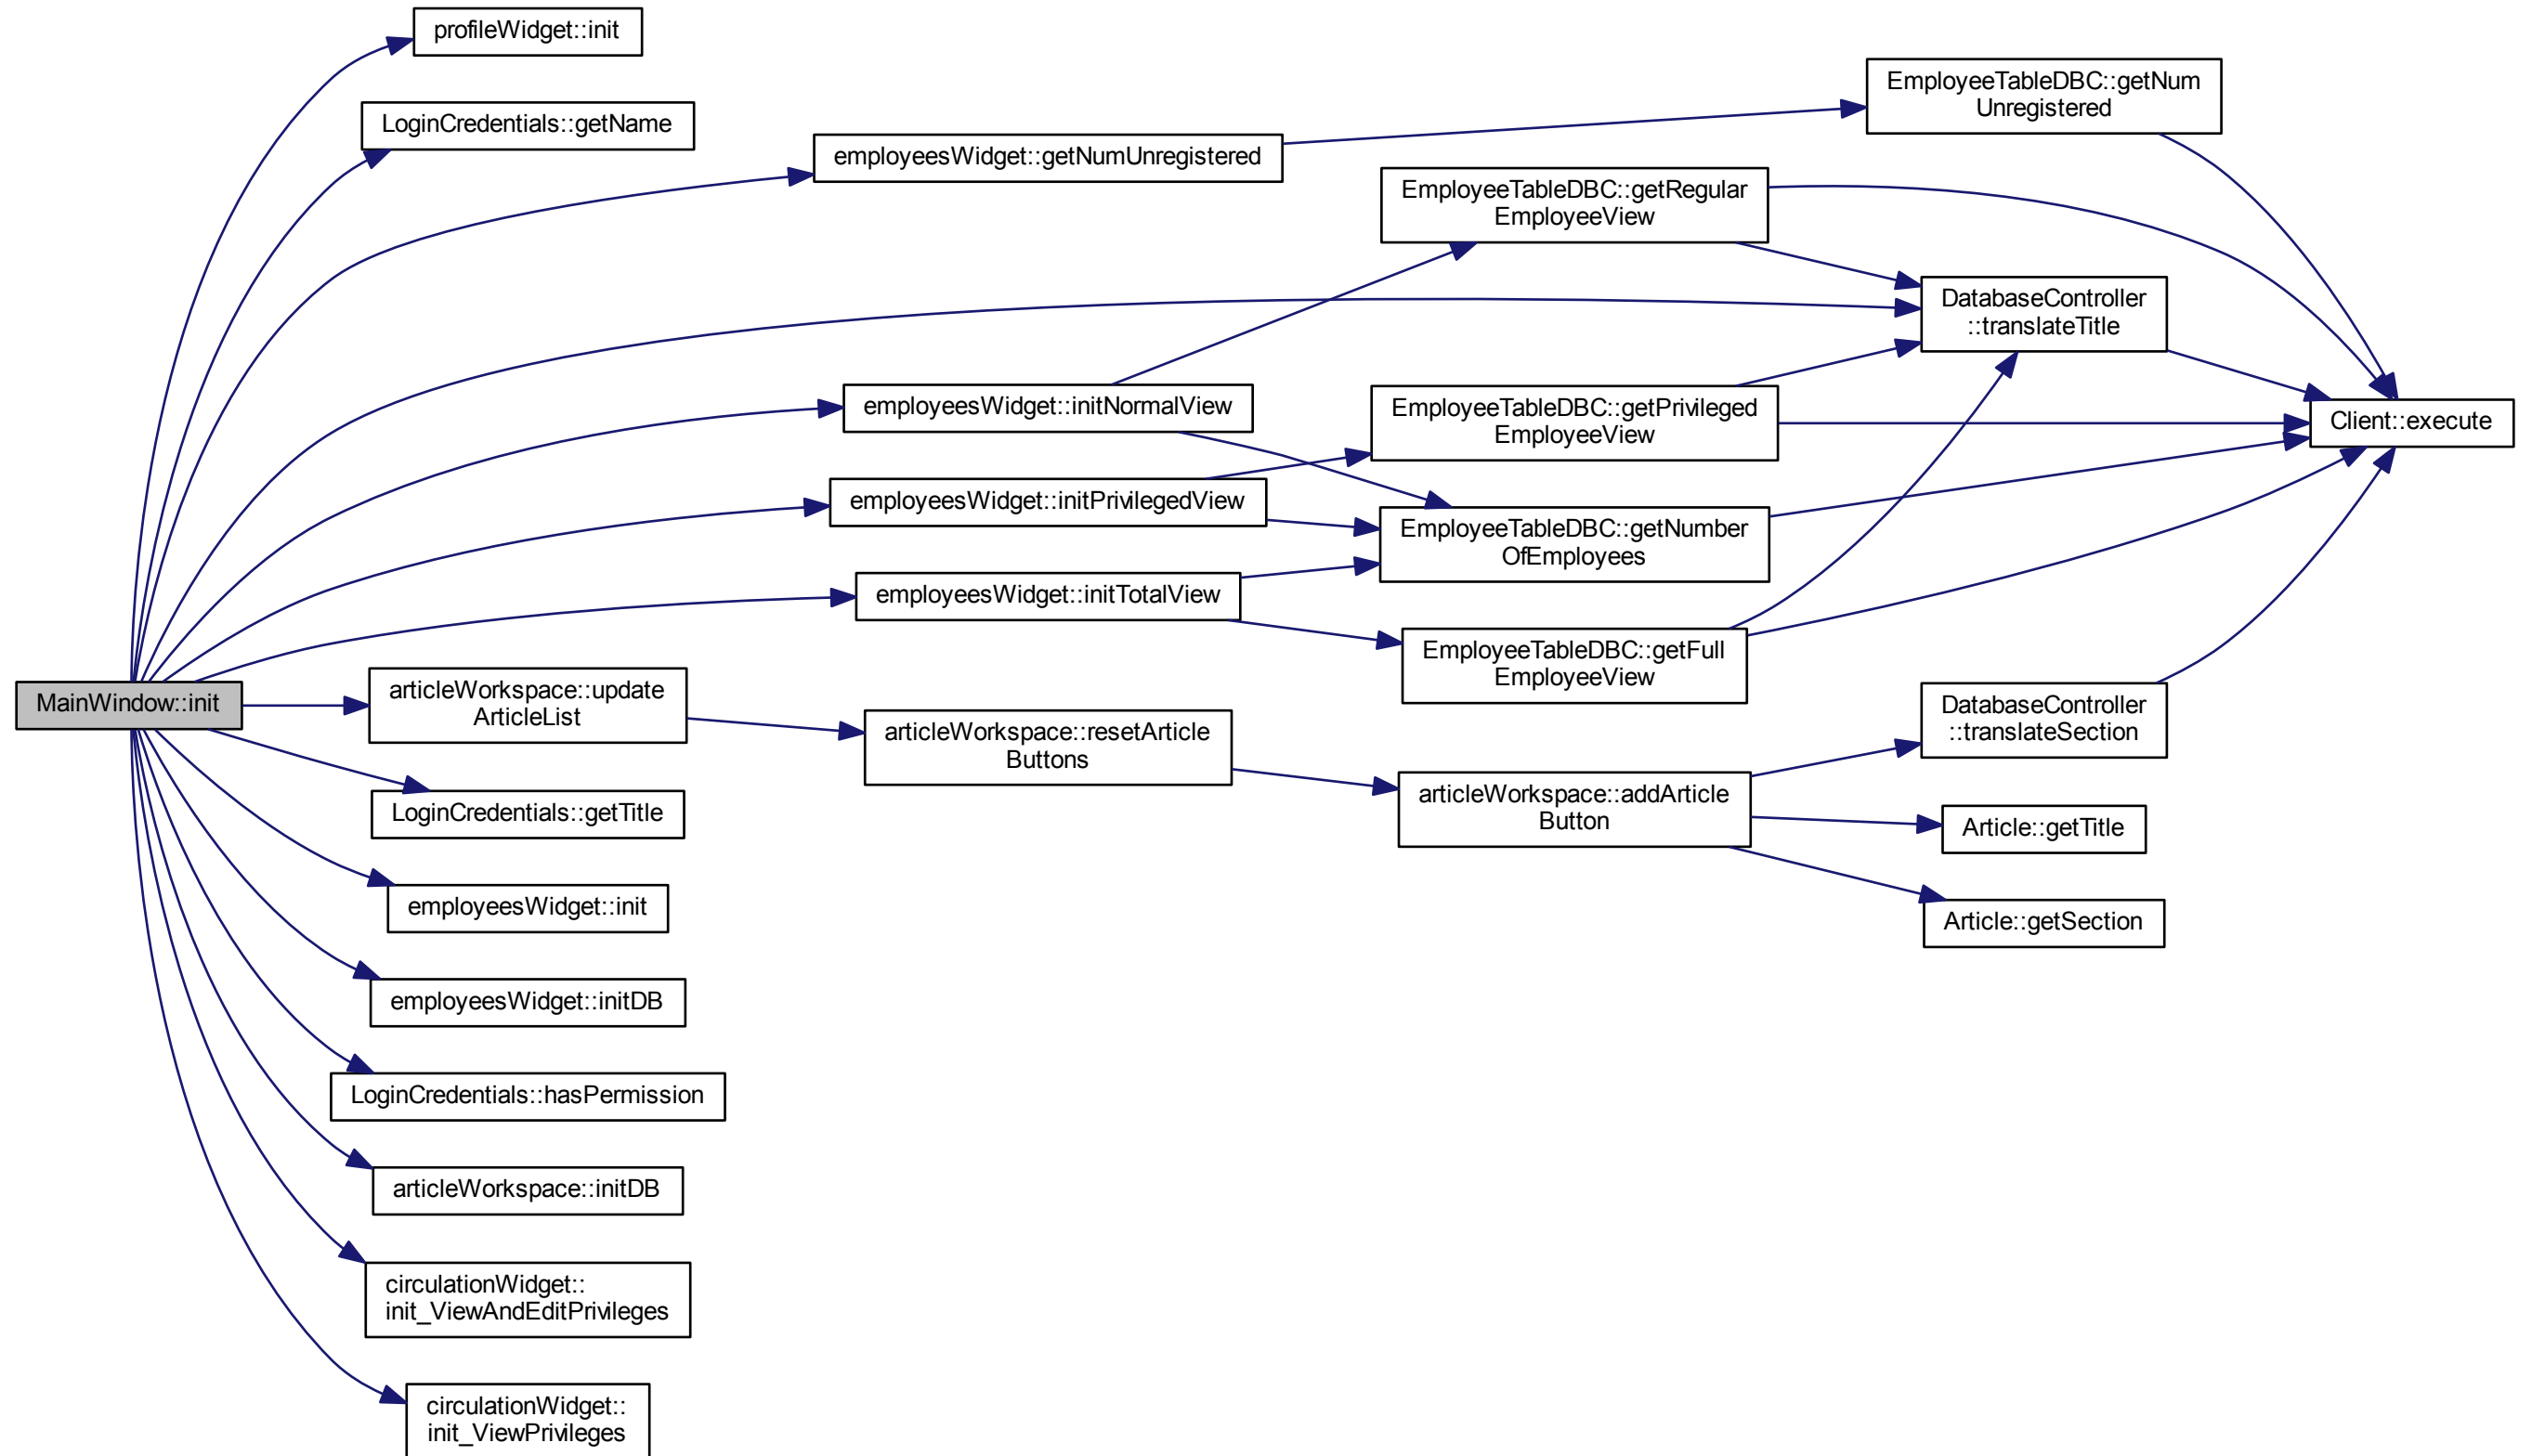 profileWidget::init
LoginCredentials::getName
employeesWidget::getNumUnregistered
EmployeeTableDBC::getNum
Unregistered
EmployeeTableDBC::getRegular
EmployeeView
DatabaseController
::translateTitle
employeesWidget::initNormalView
EmployeeTableDBC::getPrivileged
EmployeeView
Client::execute
employeesWidget::initPrivilegedView
EmployeeTableDBC::getNumber
OfEmployees
employeesWidget::initTotalView
EmployeeTableDBC::getFull
EmployeeView
MainWindow::init
articleWorkspace::update
ArticleList
articleWorkspace::resetArticle
Buttons
DatabaseController
::translateSection
LoginCredentials::getTitle
articleWorkspace::addArticle
Button
Article::getTitle
employeesWidget::init
Article::getSection
employeesWidget::initDB
LoginCredentials::hasPermission
articleWorkspace::initDB
circulationWidget::
init_ViewAndEditPrivileges
circulationWidget::
init_ViewPrivileges